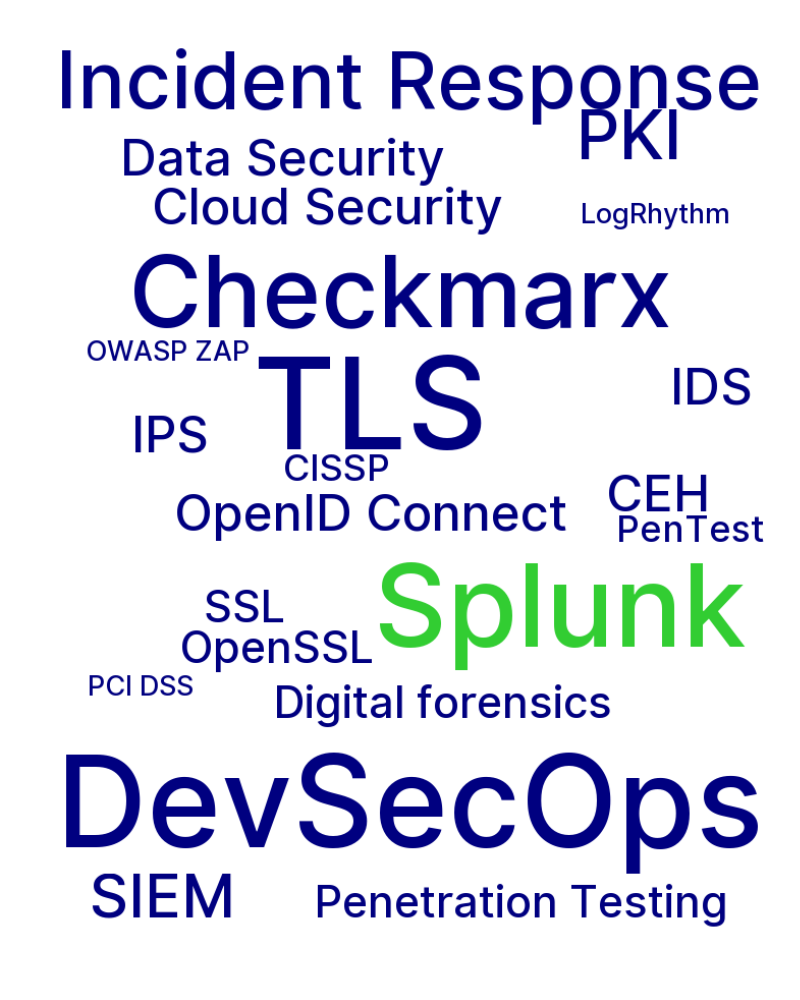 Incident Response
PKI
Data Security
Cloud Security
LogRhythm
Checkmarx
OWASP ZAP
TLS
IDS
IPS
CISSP
CEH
OpenID Connect
PenTest
Splunk
SSL
OpenSSL
PCI DSS
Digital forensics
DevSecOps
SIEM
Penetration Testing